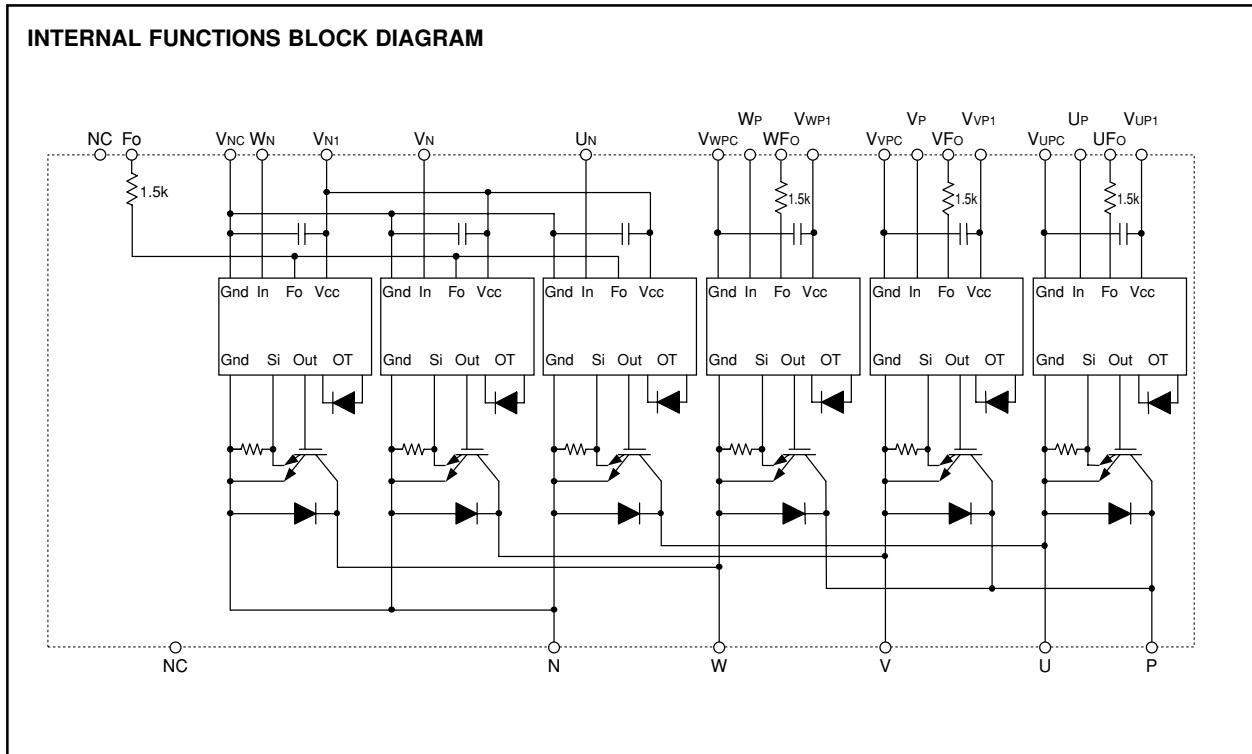 INTERNAL FUNCTIONS BLOCK DIAGRAM
WP VWP1 VP VVP1 UP VUP1
NC FO VNC WN VN1 VN UN VWPC WFO VVPC VFO VUPC UFO
1.5k 1.5k 1.5k 1.5k
Gnd In Fo Vcc Gnd In Fo Vcc Gnd In Fo Vcc Gnd In Fo Vcc Gnd In Fo Vcc Gnd In Fo Vcc
Gnd Si Out OT Gnd Si Out OT Gnd Si Out OT Gnd Si Out OT Gnd Si Out OT Gnd Si Out OT
NC N W V U P